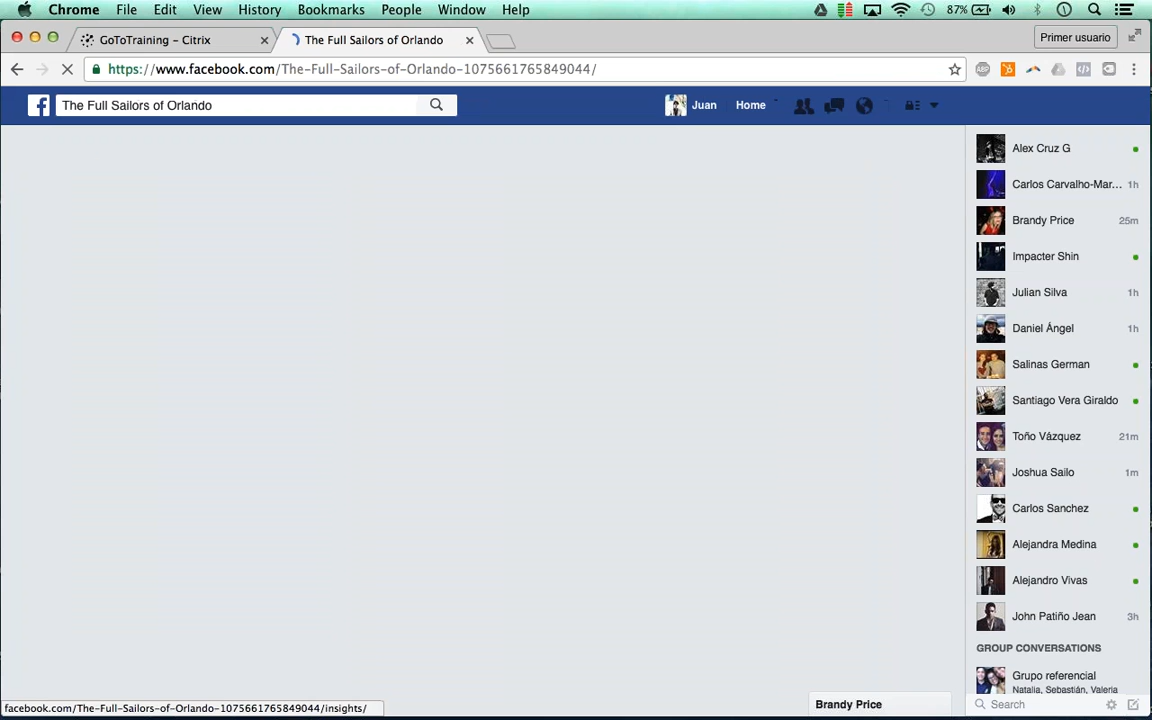 Chrome File Edit View History Bookmarks People Window Help 87%
GoToTraining – Citrix The Full Sailors of Orlando Primer usuario
https://www.facebook.com/The-Full-Sailors-of-Orlando-1075661765849044/ ABP
The Full Sailors of Orlando Juan Home
Alex Cruz G
Carlos Carvalho-Mar... 1h
Brandy Price 25m
Impacter Shin
Julian Silva 1h
Daniel Ángel 1h
Salinas German
Santiago Vera Giraldo
Toño Vázquez 21m
Joshua Sailo 1m
Carlos Sanchez
Alejandra Medina
Alejandro Vivas
John Patiño Jean 3h
GROUP CONVERSATIONS
Grupo referencial
Natalia, Sebastián, Valeria
facebook.com/The-Full-Sailors-of-Orlando-1075661765849044/insights/ Brandy Price Search